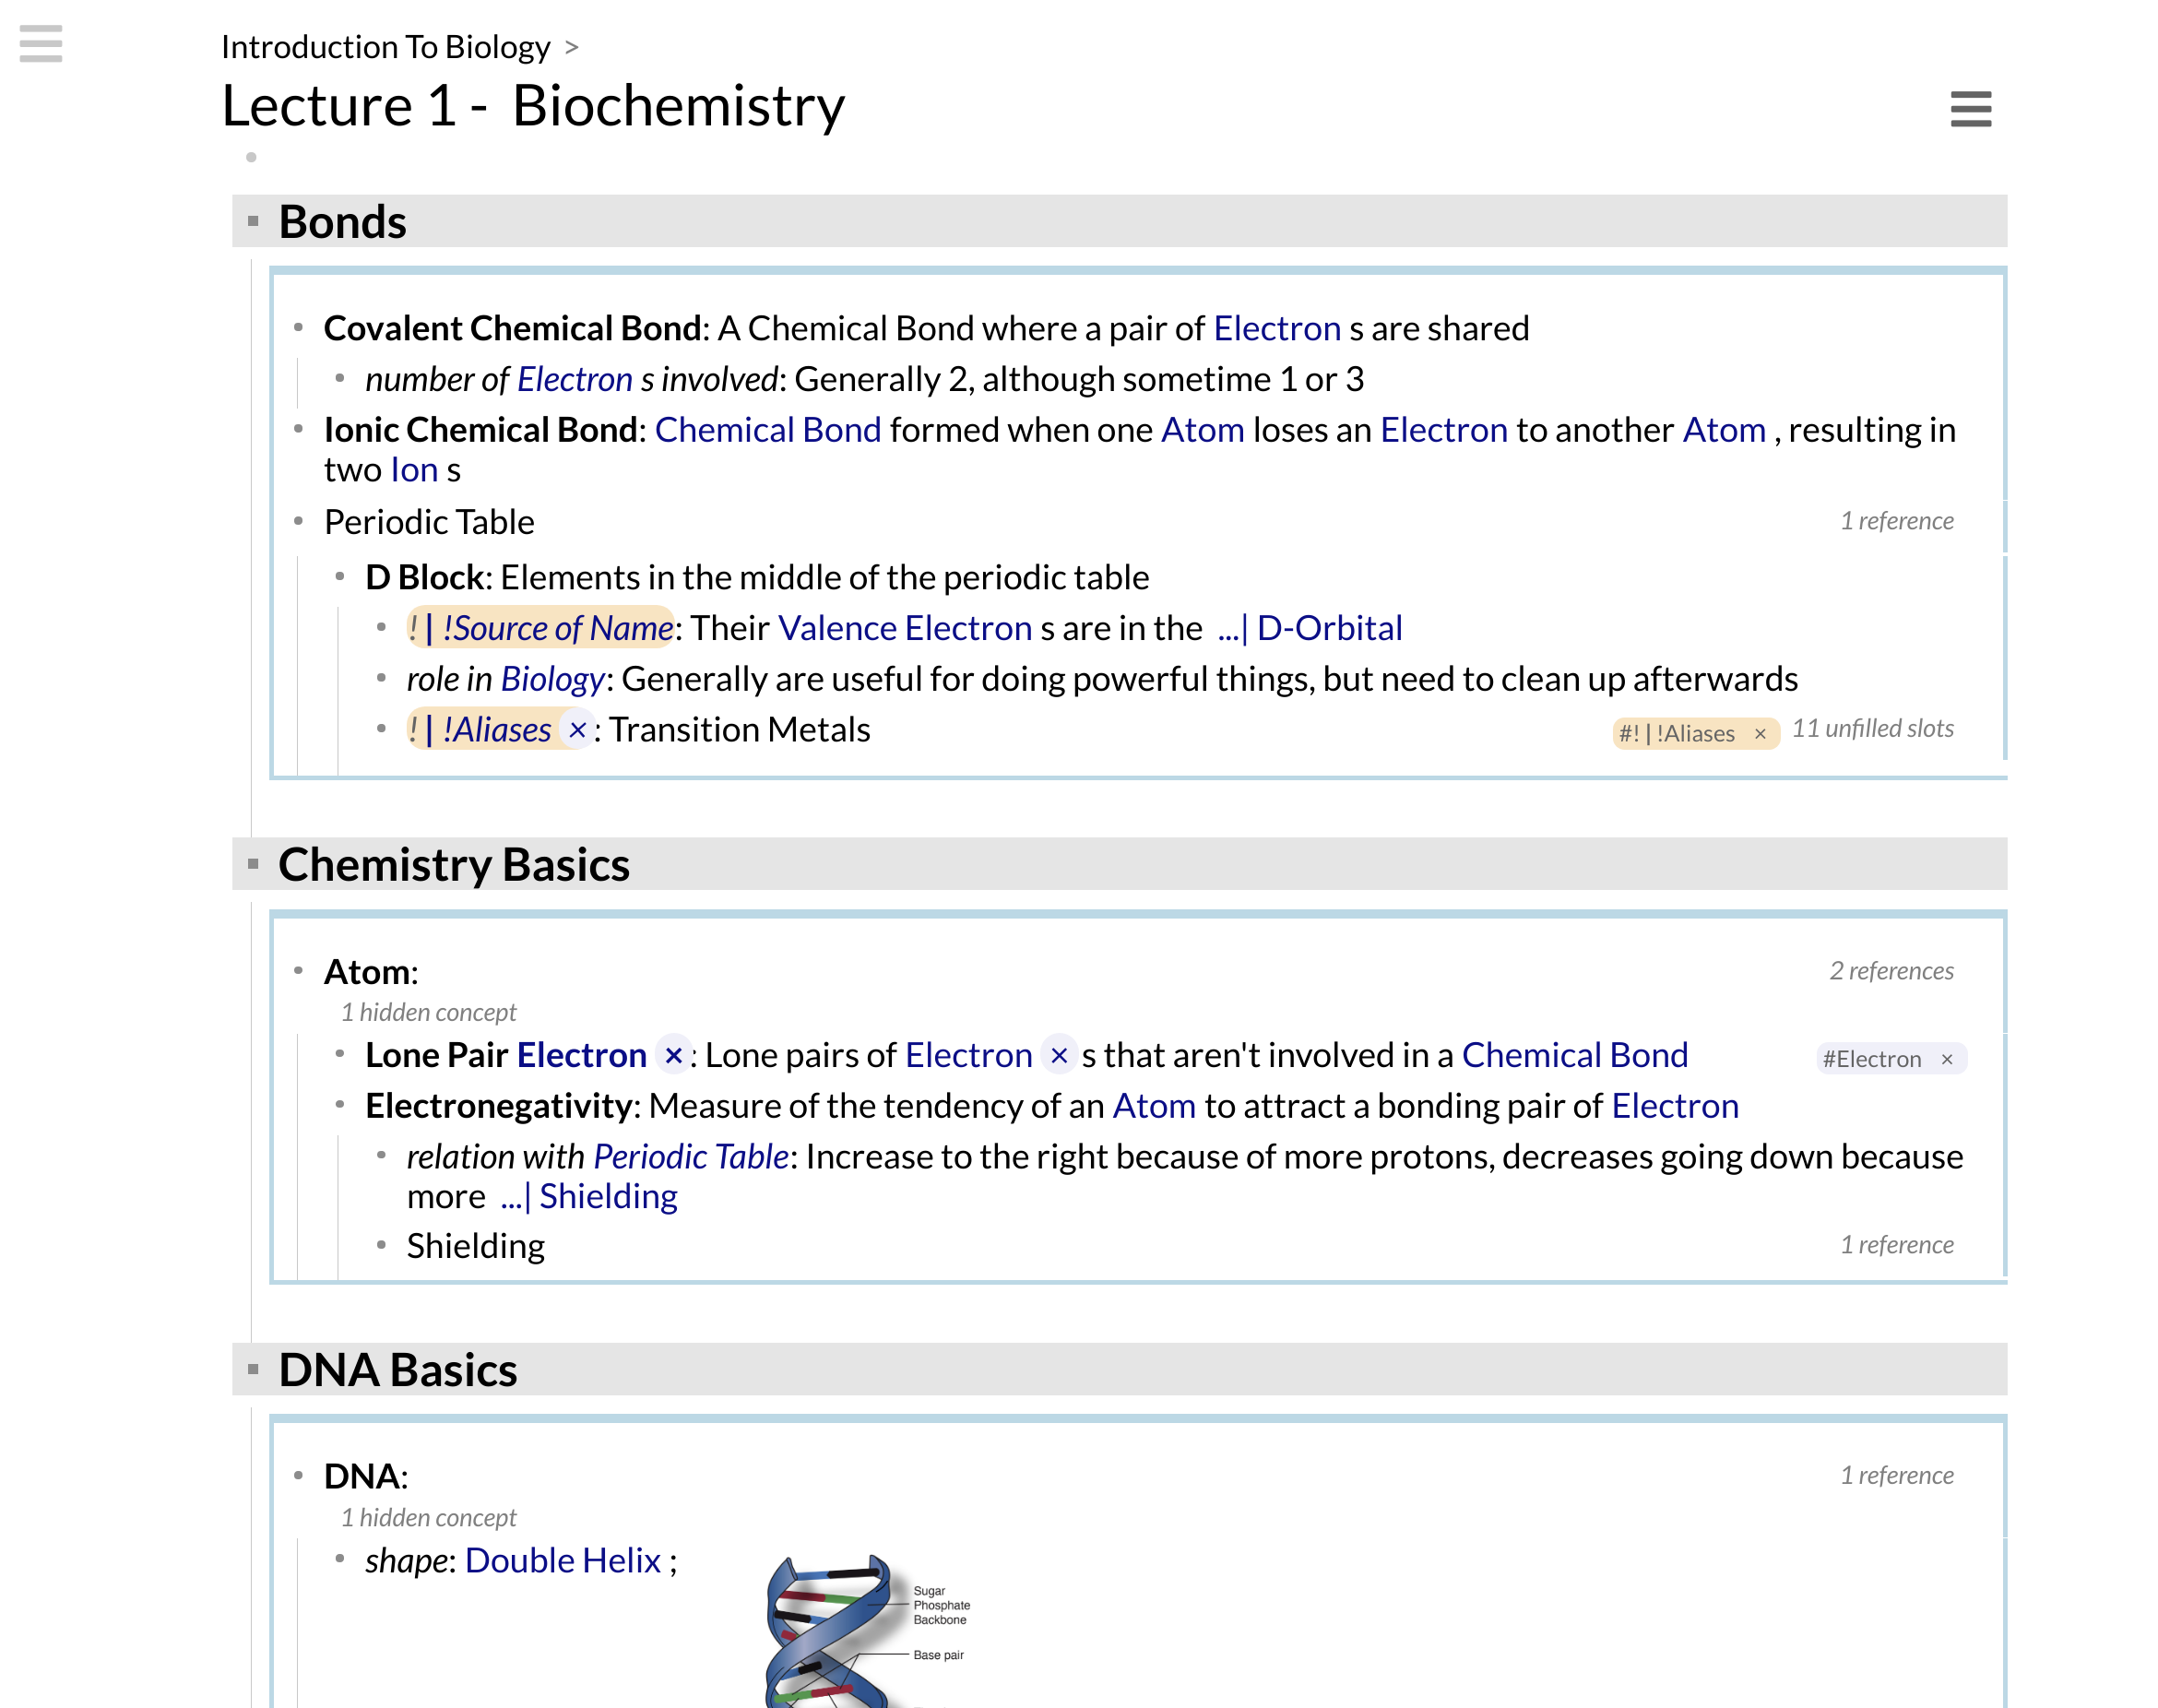 Introduction To Biology >
Lecture 1 - Biochemistry
Bonds
Covalent Chemical Bond: A Chemical Bond where a pair of Electron s are shared
number of Electron s involved: Generally 2, although sometime 1 or 3
Ionic Chemical Bond: Chemical Bond formed when one Atom loses an Electron to another Atom , resulting in
two Ion s
Periodic Table 1 reference
D Block: Elements in the middle of the periodic table
! | !Source of Name: Their Valence Electron s are in the ...| D-Orbital
role in Biology: Generally are useful for doing powerful things, but need to clean up afterwards
! | !Aliases ×: Transition Metals #! | !Aliases × 11 unfilled slots
Chemistry Basics
Atom: 2 references
1 hidden concept
Lone Pair Electron ×: Lone pairs of Electron × s that aren't involved in a Chemical Bond #Electron ×
Electronegativity: Measure of the tendency of an Atom to attract a bonding pair of Electron
relation with Periodic Table: Increase to the right because of more protons, decreases going down because
more ...| Shielding
Shielding 1 reference
DNA Basics
DNA: 1 reference
1 hidden concept
shape: Double Helix ;
Sugar
Phosphate
Backbone
Base pair